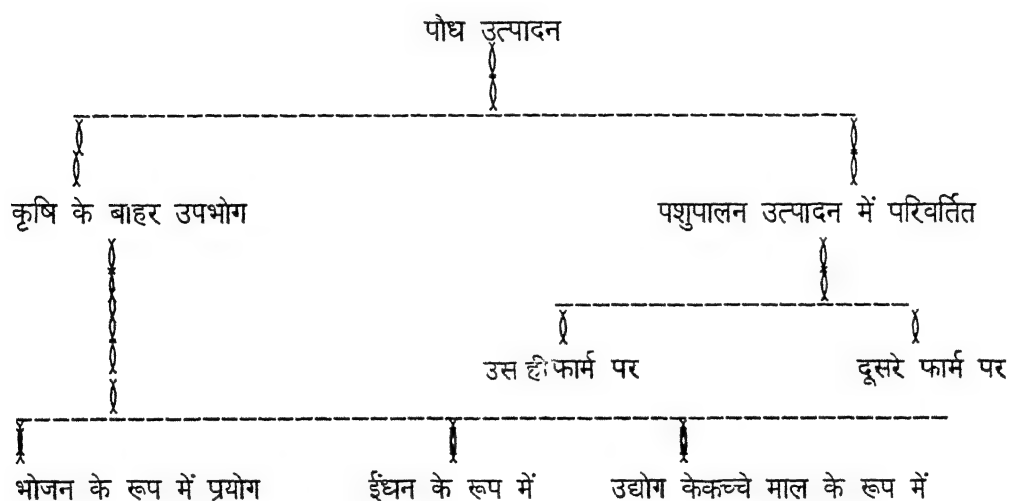 पौध उत्पादन
कृषि के बाहर उपभोग पशुपालन उत्पादन में परिवर्तित
उस ही फार्म पर दूसरे फार्म पर
भोजन के रूप में प्रयोग ईंधन के रूप में उद्योग केकच्चे माल के रूप में